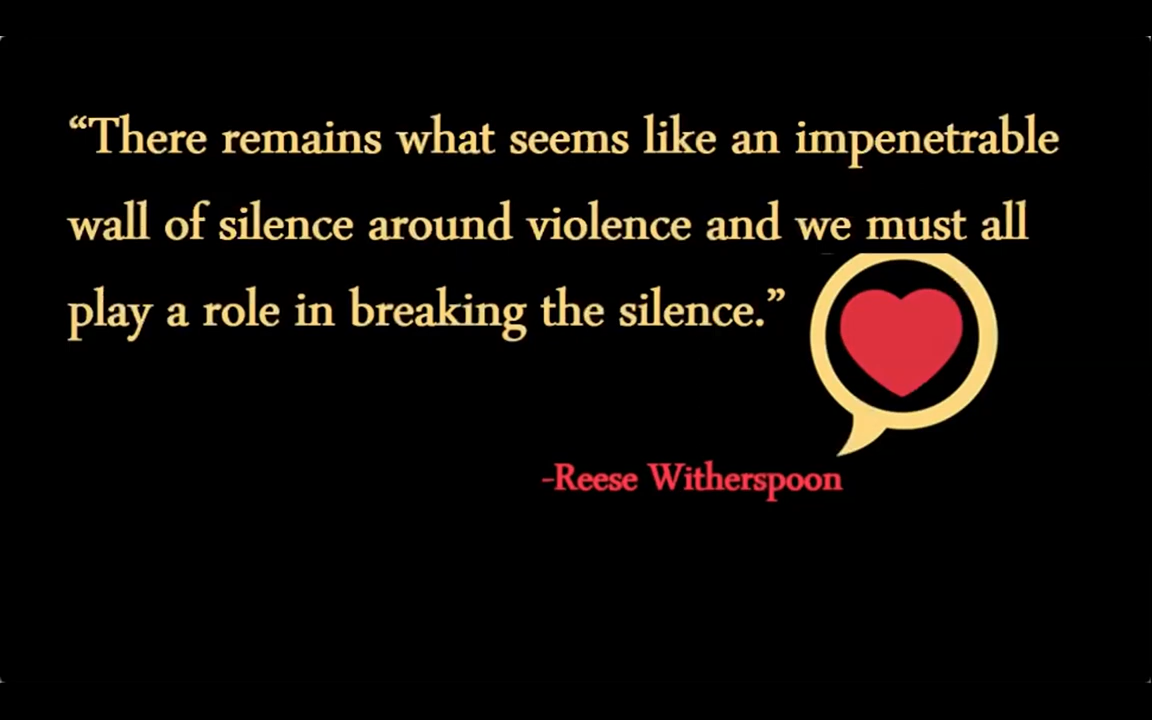 “There remains what seems like an impenetrable
wall of silence around violence and we must all
play a role in breaking the silence.”
-Reese Witherspoon